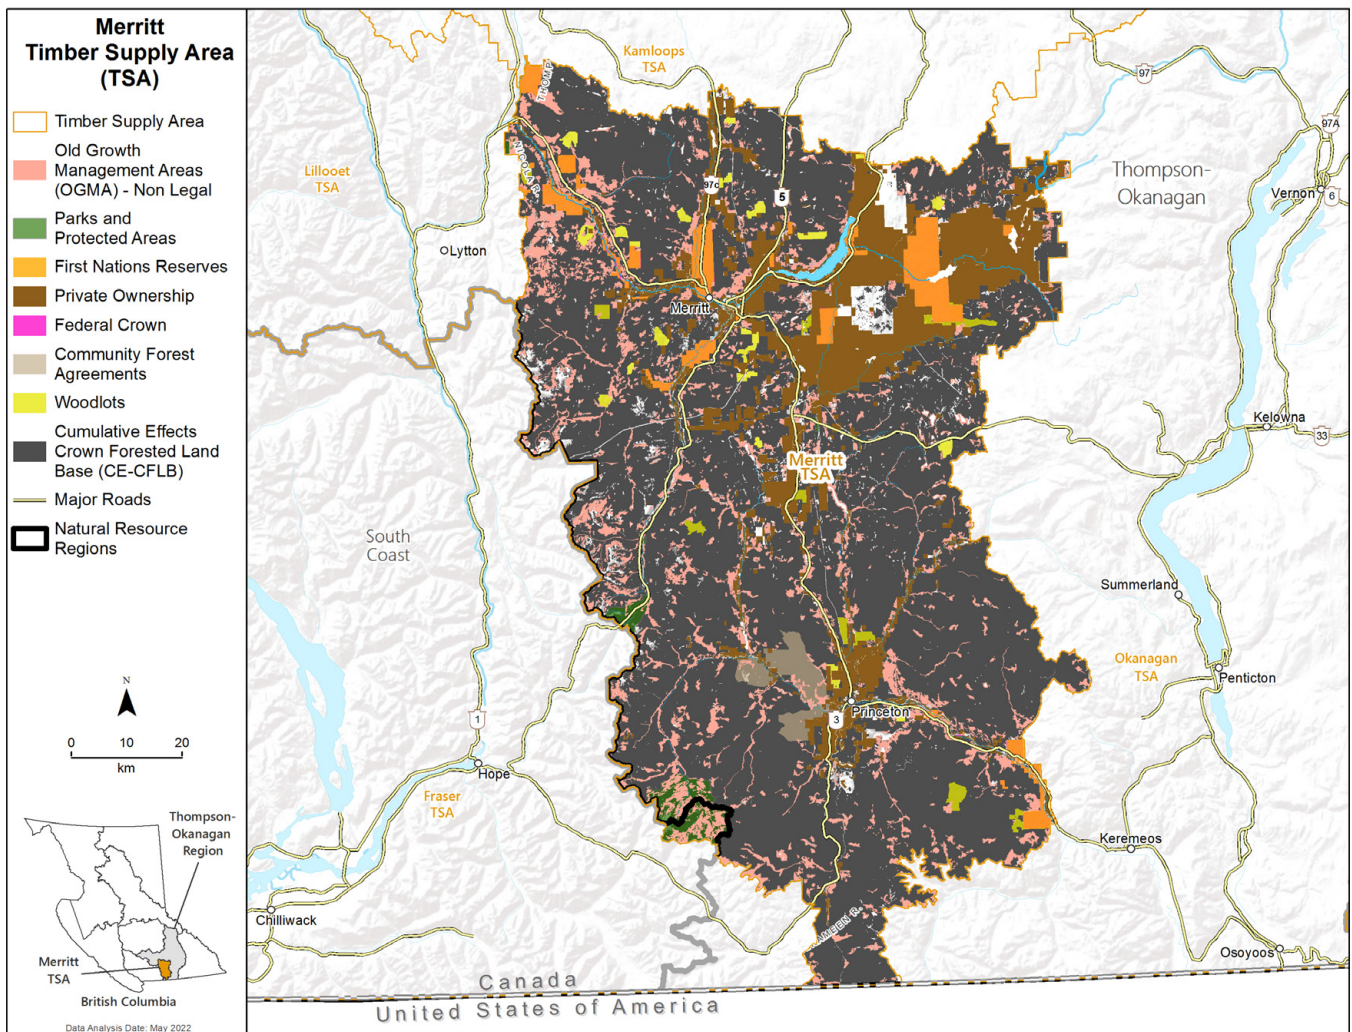 Merritt
Timber Supply Area
(TSA)
Timber Supply Area
Old Growth
Management Areas
(OGMA) - Non Legal
Parks and
Protected Areas
First Nations Reserves
Private Ownership
Federal Crown
Community Forest
Agreements
Woodlots
Cumulative Effects
Crown Forested Land
Base (CE-CFLB)
Major Roads
Natural Resource
Regions
N
0 10 20
km
Thompson-
Okanagan
Region
Merritt
TSA
British Columbia
Data Analysis Date: May 2022
Kamloops
TSA
97
97A
THOMP
NICOLA R.
Lillooet
TSA
97C
5
Thompson-
Okanagan
Vernon
6
Lytton
Merritt
Kelowna
33
Merritt
TSA
South
Coast
Summerland
Okanagan
TSA
Penticton
Princeton
3
1
Hope
Fraser
TSA
Keremeos
Chilliwack
AMEEN R.
Osoyoos
Canada
United States of America